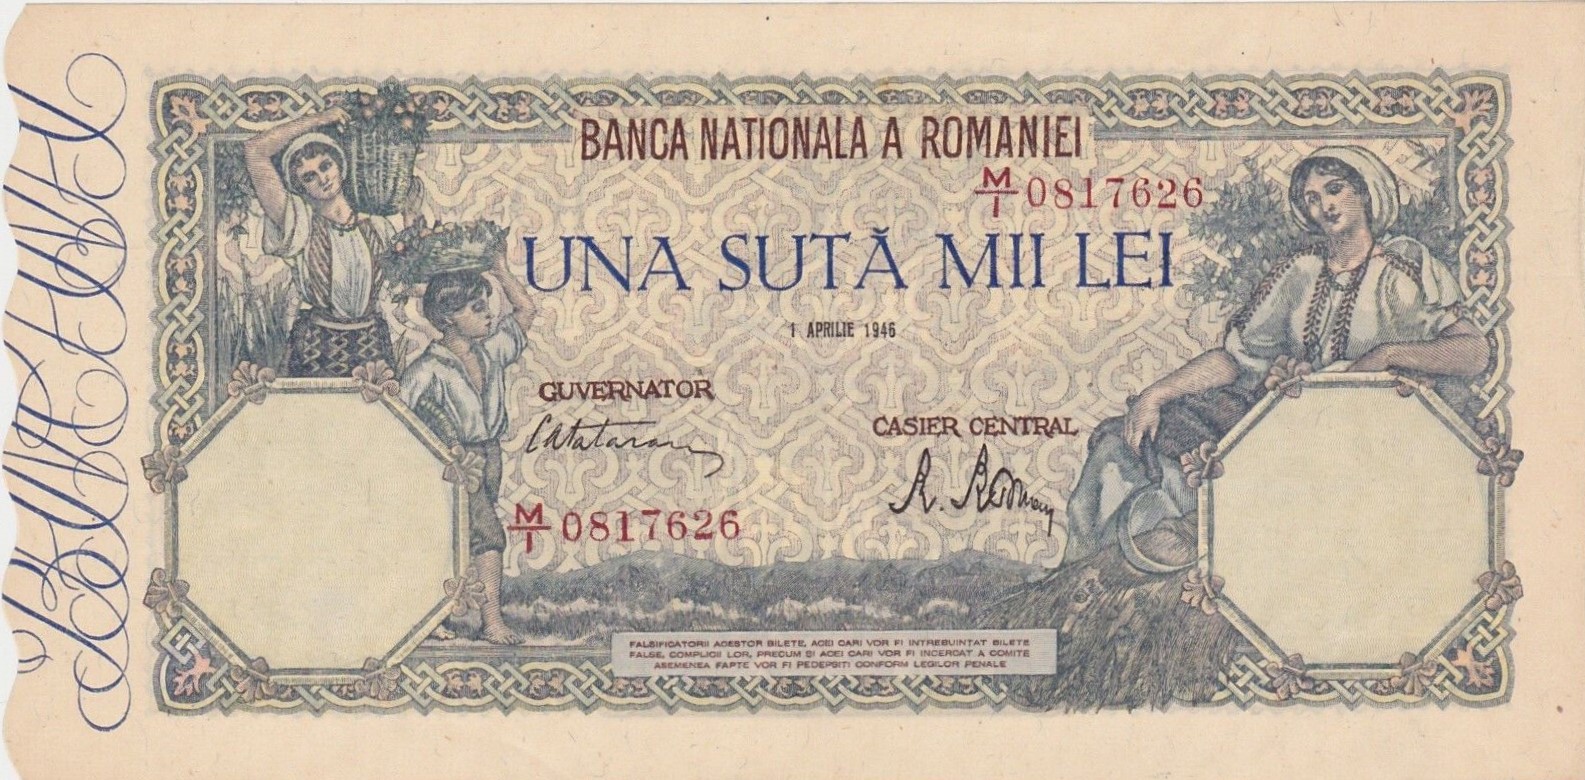 BANCA NATIONALA A ROMANIEI
M/I 0817626
UNA SUTĂ MII LEI
1 APRILIE 1946
GUVERNATOR
CASIER CENTRAL
M/I 0817626
FALSIFICATORII ACESTOR BILETE, ACEI CARI VOR FI INTREBUINTAT BILETE
FALSE, COMPLICII LOR, PRECUM SI ACEI CARI VOR FI INCERCAT A COMITE
ASEMENEA FAPTE VOR FI PEDEPSITI CONFORM LEGILOR PENALE